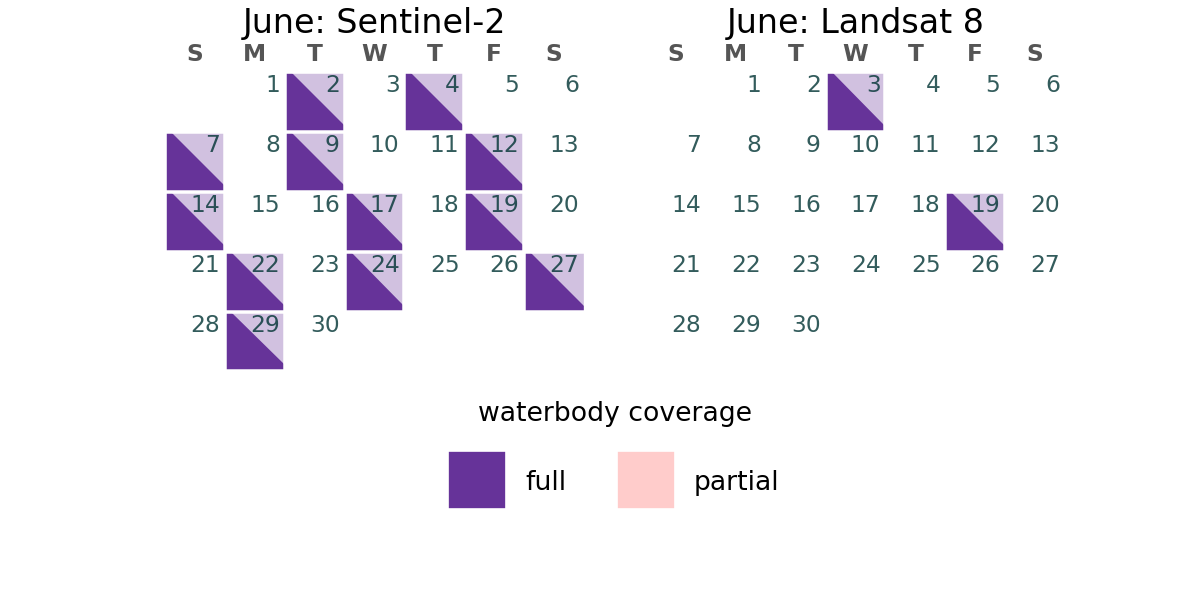 June: Sentinel-2
S M T W T F S
1 2 3 4 5 6
7 8 9 10 11 12 13
14 15 16 17 18 19 20
21 22 23 24 25 26 27
28 29 30
June: Landsat 8
S M T W T F S
1 2 3 4 5 6
7 8 9 10 11 12 13
14 15 16 17 18 19 20
21 22 23 24 25 26 27
28 29 30
waterbody coverage
full partial